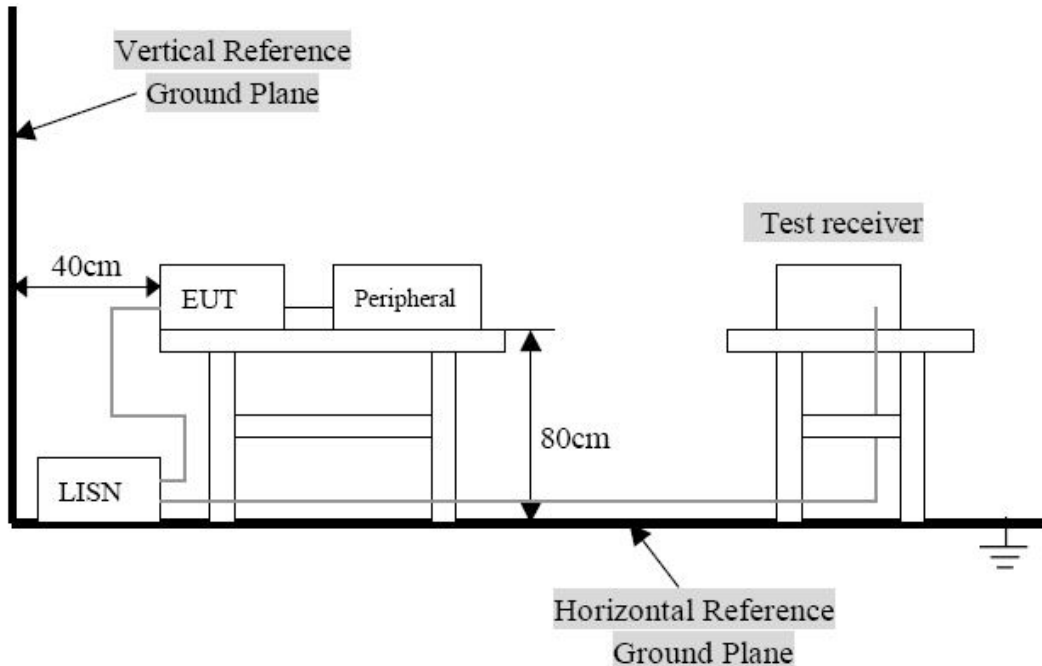 Vertical Reference
Ground Plane
Test receiver
40cm
EUT
Peripheral
80cm
LISN
Horizontal Reference
Ground Plane